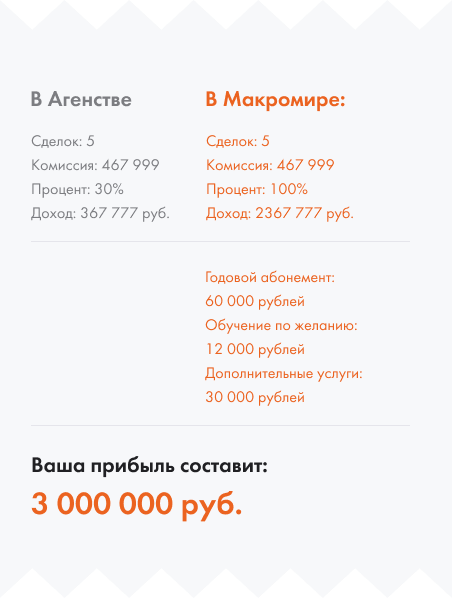 В Агенстве
Сделок: 5
Комиссия: 467 999
Процент: 30%
Доход: 367 777 руб.
В Макромире:
Сделок: 5
Комиссия: 467 999
Процент: 100%
Доход: 2367 777 руб.
Годовой абонемент:
60 000 рублей
Обучение по желанию:
12 000 рублей
Дополнительные услуги:
30 000 рублей
Ваша прибыль составит:
3 000 000 руб.